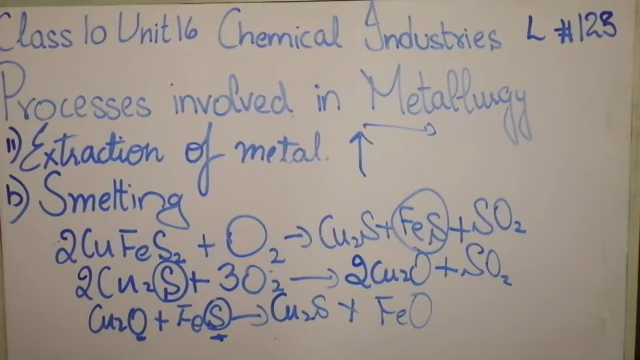 Class 10 Unit 16 Chemical Industries L #123
Processes involved in Metallurgy
ii) Extraction of metal.
b) Smelting
2CuFeS₂ + O₂ → Cu₂S + FeS + SO₂
2Cu₂S + 3O₂ → 2Cu₂O + SO₂
Cu₂O + FeS → Cu₂S + FeO